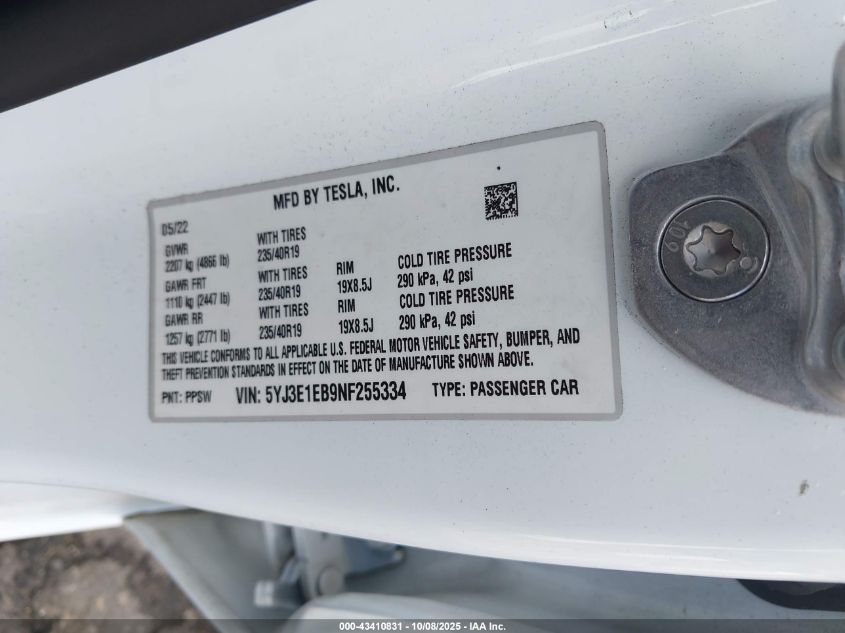 MFD BY TESLA, INC.
05/22
GVWR
2207 kg (4866 lb)
WITH TIRES
235/40R19
GAWR FRT
1110 kg (2447 lb)
WITH TIRES
235/40R19
RIM
19X8.5J
COLD TIRE PRESSURE
290 kPa, 42 psi
GAWR RR
1257 kg (2771 lb)
WITH TIRES
235/40R19
RIM
19X8.5J
COLD TIRE PRESSURE
290 kPa, 42 psi
THIS VEHICLE CONFORMS TO ALL APPLICABLE U.S. FEDERAL MOTOR VEHICLE SAFETY, BUMPER, AND
THEFT PREVENTION STANDARDS IN EFFECT ON THE DATE OF MANUFACTURE SHOWN ABOVE.
PNT: PPSW VIN: 5YJ3E1EB9NF255334 TYPE: PASSENGER CAR
000-43410831 - 10/08/2025 - IAA Inc.